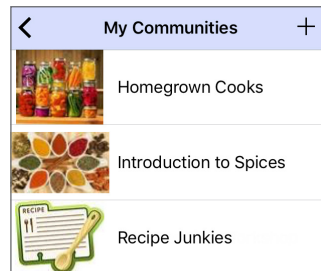 My Communities
Homegrown Cooks
Introduction to Spices
RECIPE
Recipe Junkies